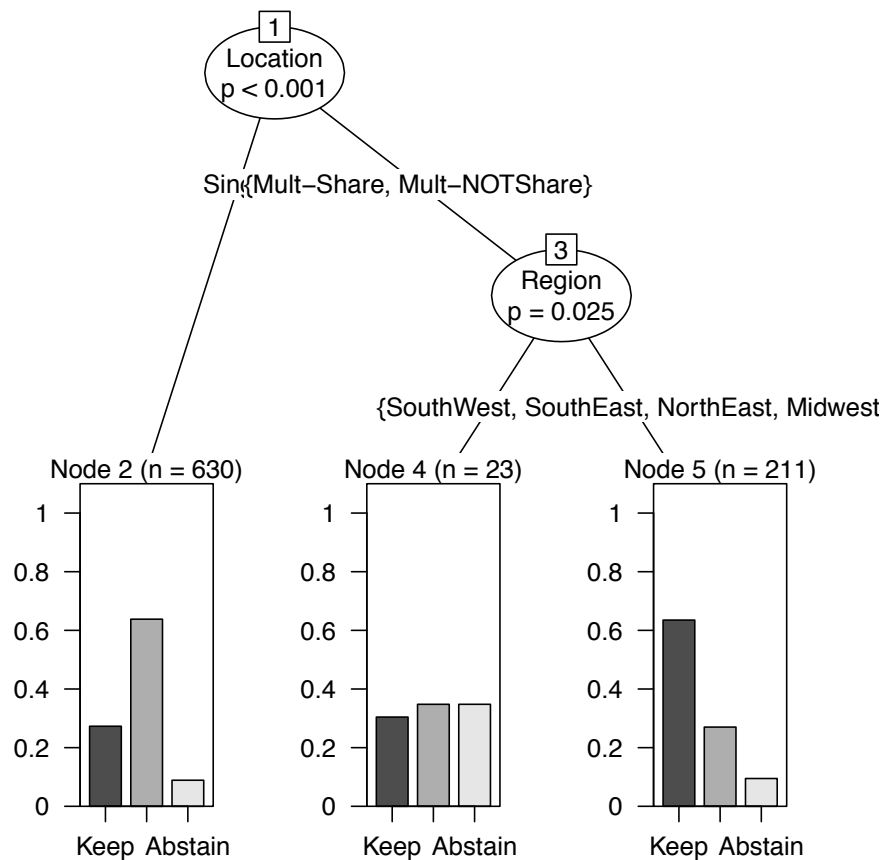 1
Location
p < 0.001
Sin {Mult−Share, Mult−NOTShare}
3
Region
p = 0.025
{SouthWest, SouthEast, NorthEast, Midwest
Node 2 (n = 630)
1
0.8
0.6
0.4
0.2
0
Keep Abstain
Node 4 (n = 23)
1
0.8
0.6
0.4
0.2
0
Keep Abstain
Node 5 (n = 211)
1
0.8
0.6
0.4
0.2
0
Keep Abstain